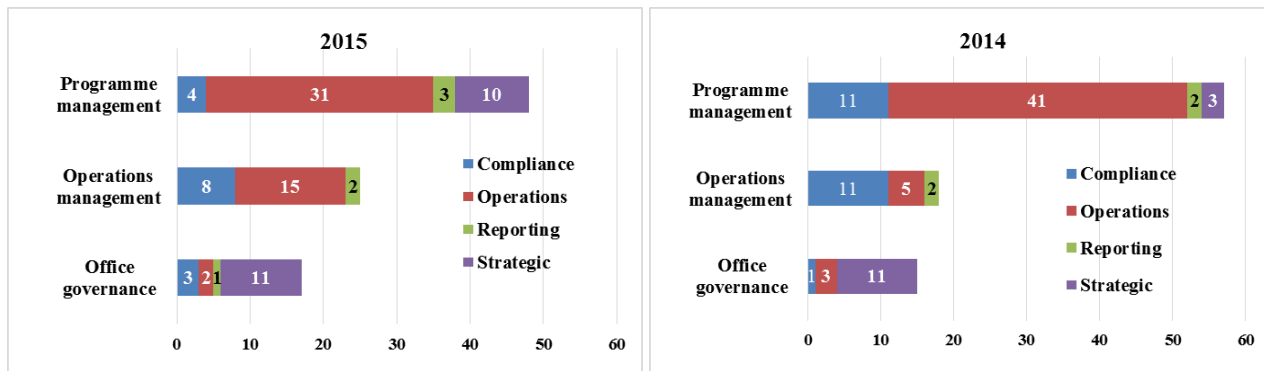 2015
Programme
management
4 31 3 10
Operations
management
8 15 2
Office
governance
3 2 1 11
Compliance
Operations
Reporting
Strategic
0 10 20 30 40 50 60
2014
Programme
management
11 41 2 3
Operations
management
11 5 2
Office
governance
1 3 11
Compliance
Operations
Reporting
Strategic
0 10 20 30 40 50 60